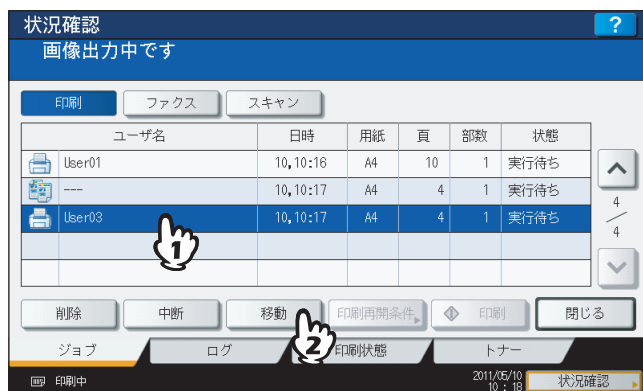 状況確認 ?
画像出力中です
印刷 ファクス スキャン
ユーザ名 日時 用紙 頁 部数 状態
User01 10,10:16 A4 10 1 実行待ち
--- 10,10:17 A4 4 1 実行待ち
User03 10,10:17 A4 4 1 実行待ち
4
4
1
削除 中断 移動 印刷再開条件 印刷 閉じる
2
ジョブ ログ 印刷状態 トナー
印刷中 2011/05/10
10:18 状況確認